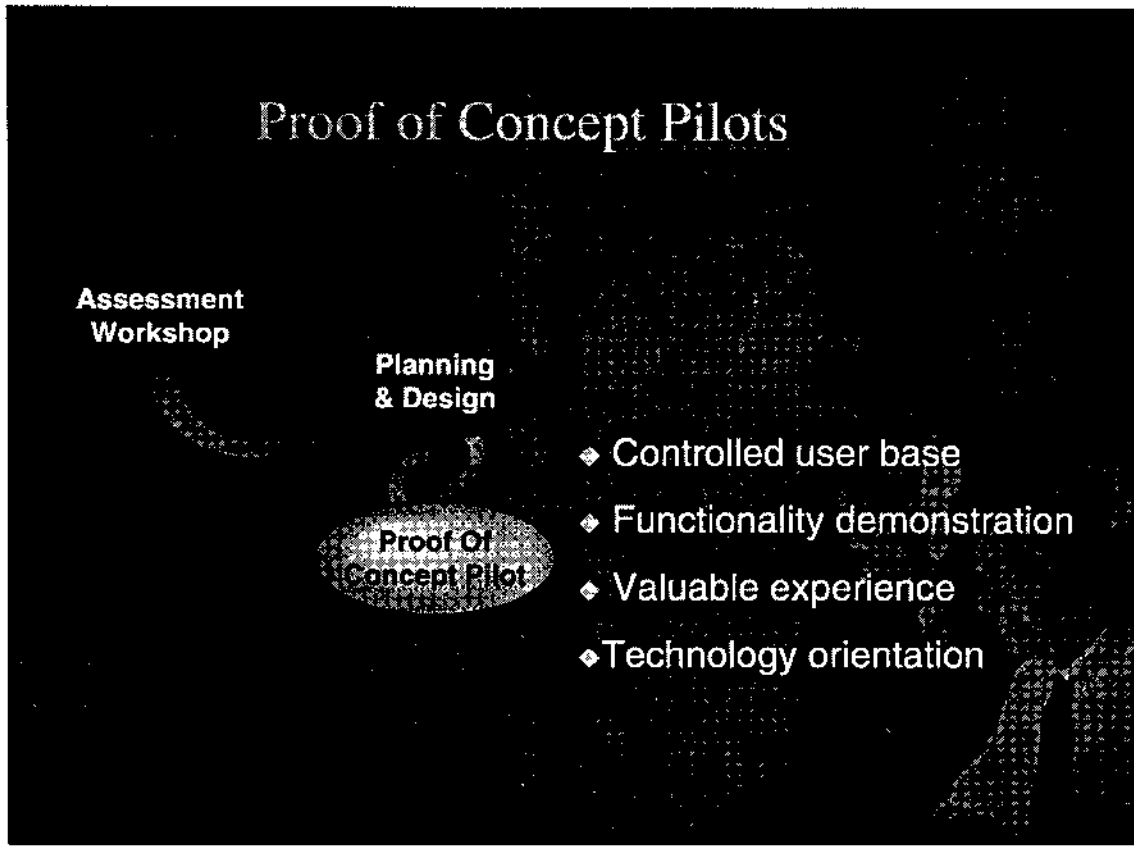 Proof of Concept Pilots
Assessment
Workshop
Planning
& Design
Proof Of
Concept Pilot
Controlled user base
Functionality demonstration
Valuable experience
Technology orientation